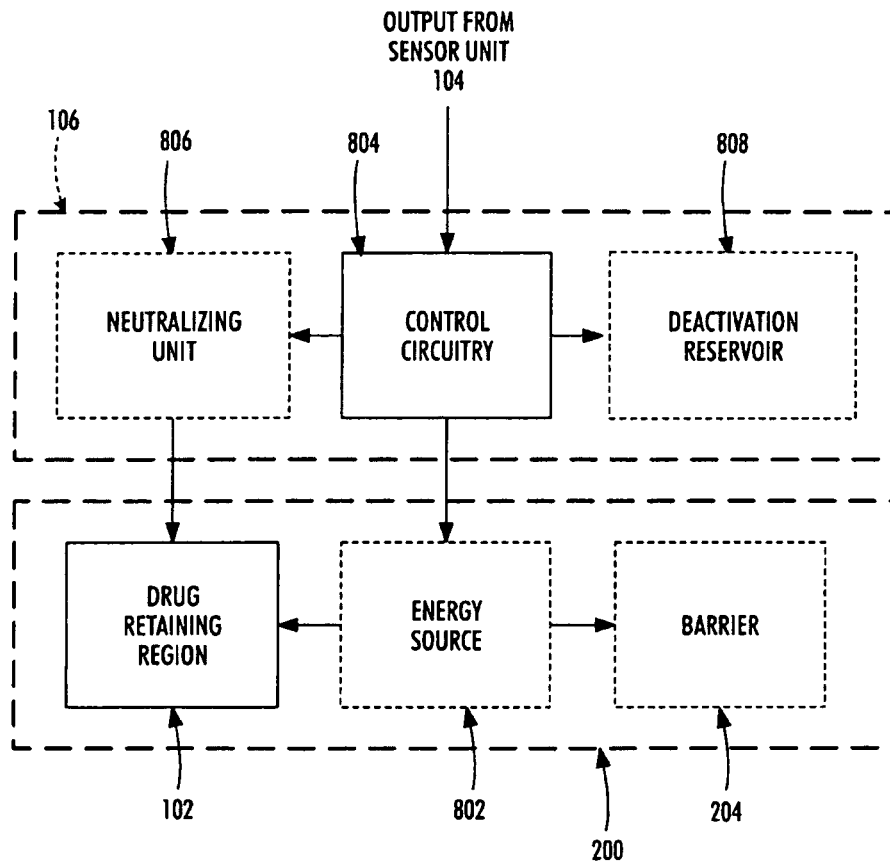 OUTPUT FROM
SENSOR UNIT
104
106
806
804
808
NEUTRALIZING
UNIT
CONTROL
CIRCUITRY
DEACTIVATION
RESERVOIR
DRUG
RETAINING
REGION
ENERGY
SOURCE
BARRIER
102
802
200
204